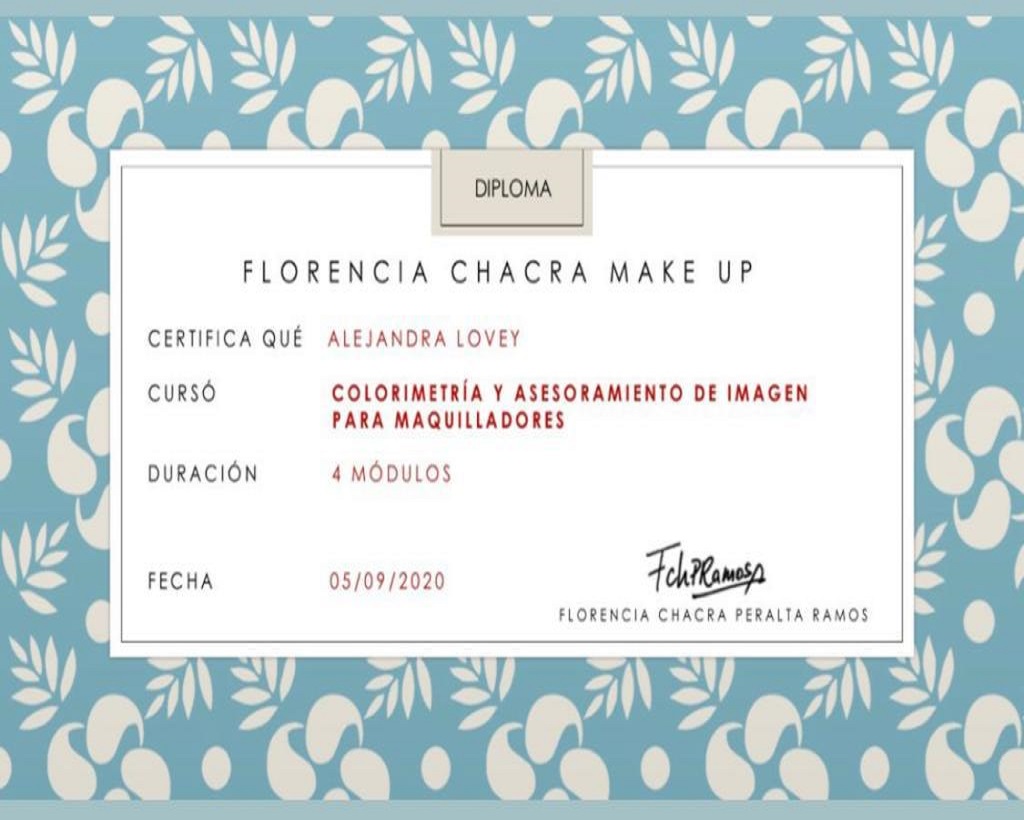 DIPLOMA
FLORENCIA CHACRA MAKE UP
CERTIFICA QUÉ ALEJANDRA LOVEY
CURSÓ COLORIMETRÍA Y ASESORAMIENTO DE IMAGEN
PARA MAQUILLADORES
DURACIÓN 4 MÓDULOS
FECHA 05/09/2020
FchPRamos
FLORENCIA CHACRA PERALTA RAMOS